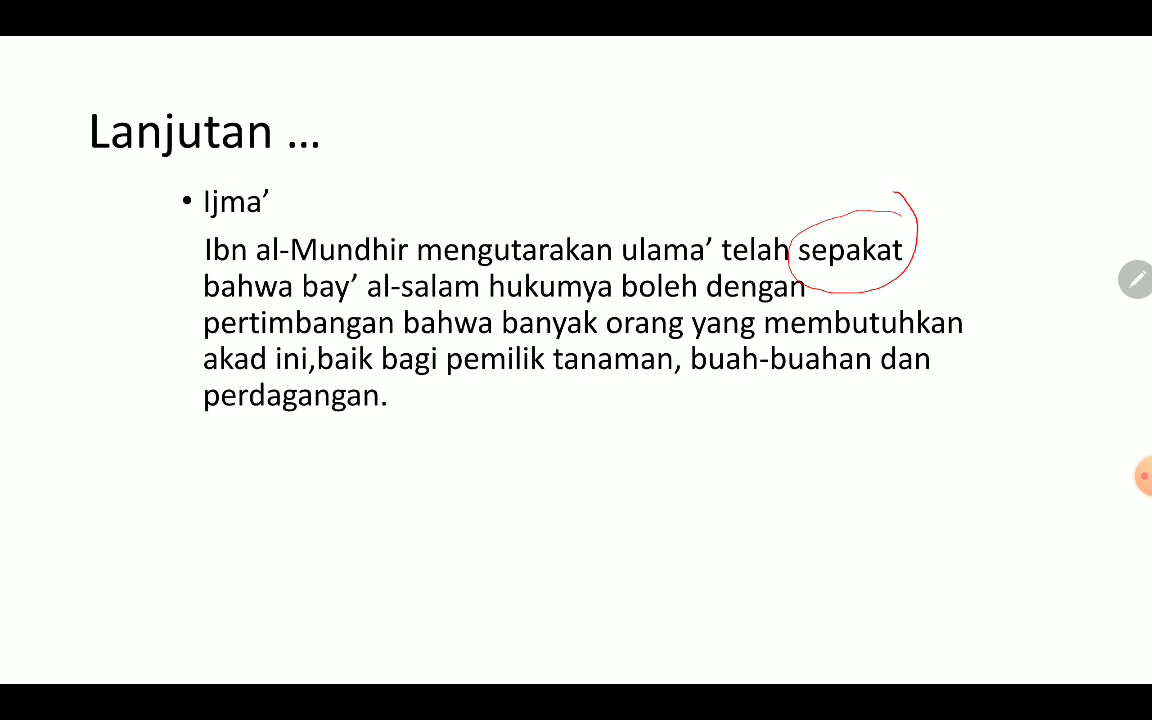 Lanjutan …
• Ijma’
Ibn al-Mundhir mengutarakan ulama’ telah sepakat
bahwa bay’ al-salam hukumya boleh dengan
pertimbangan bahwa banyak orang yang membutuhkan
akad ini,baik bagi pemilik tanaman, buah-buahan dan
perdagangan.